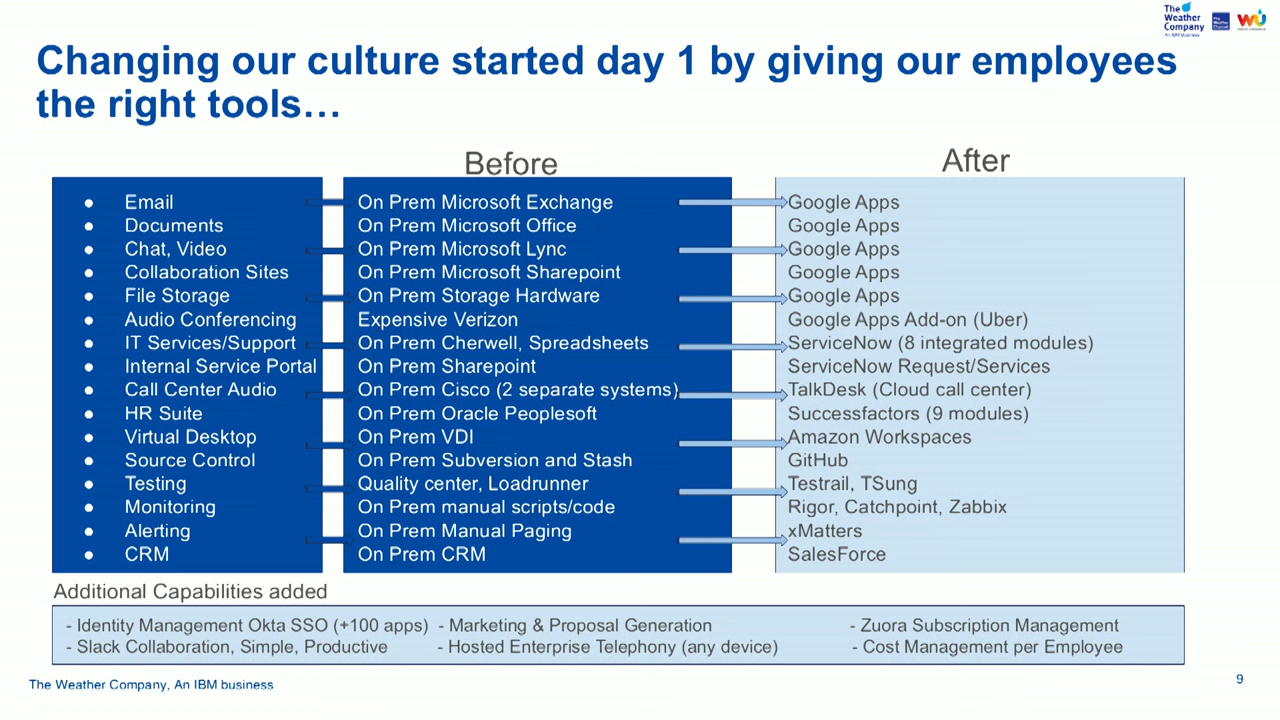 The
Weather
Company
An IBM Business
Changing our culture started day 1 by giving our employees
the right tools…
Before
After
● Email On Prem Microsoft Exchange Google Apps
● Documents On Prem Microsoft Office Google Apps
● Chat, Video On Prem Microsoft Lync Google Apps
● Collaboration Sites On Prem Microsoft Sharepoint Google Apps
● File Storage On Prem Storage Hardware Google Apps
● Audio Conferencing Expensive Verizon Google Apps Add-on (Uber)
● IT Services/Support On Prem Cherwell, Spreadsheets ServiceNow (8 integrated modules)
● Internal Service Portal On Prem Sharepoint ServiceNow Request/Services
● Call Center Audio On Prem Cisco (2 separate systems) TalkDesk (Cloud call center)
● HR Suite On Prem Oracle Peoplesoft Successfactors (9 modules)
● Virtual Desktop On Prem VDI Amazon Workspaces
● Source Control On Prem Subversion and Stash GitHub
● Testing Quality center, Loadrunner Testrail, TSung
● Monitoring On Prem manual scripts/code Rigor, Catchpoint, Zabbix
● Alerting On Prem Manual Paging xMatters
● CRM On Prem CRM SalesForce
Additional Capabilities added
- Identity Management Okta SSO (+100 apps) - Marketing & Proposal Generation - Zuora Subscription Management
- Slack Collaboration, Simple, Productive - Hosted Enterprise Telephony (any device) - Cost Management per Employee
The Weather Company, An IBM business
9